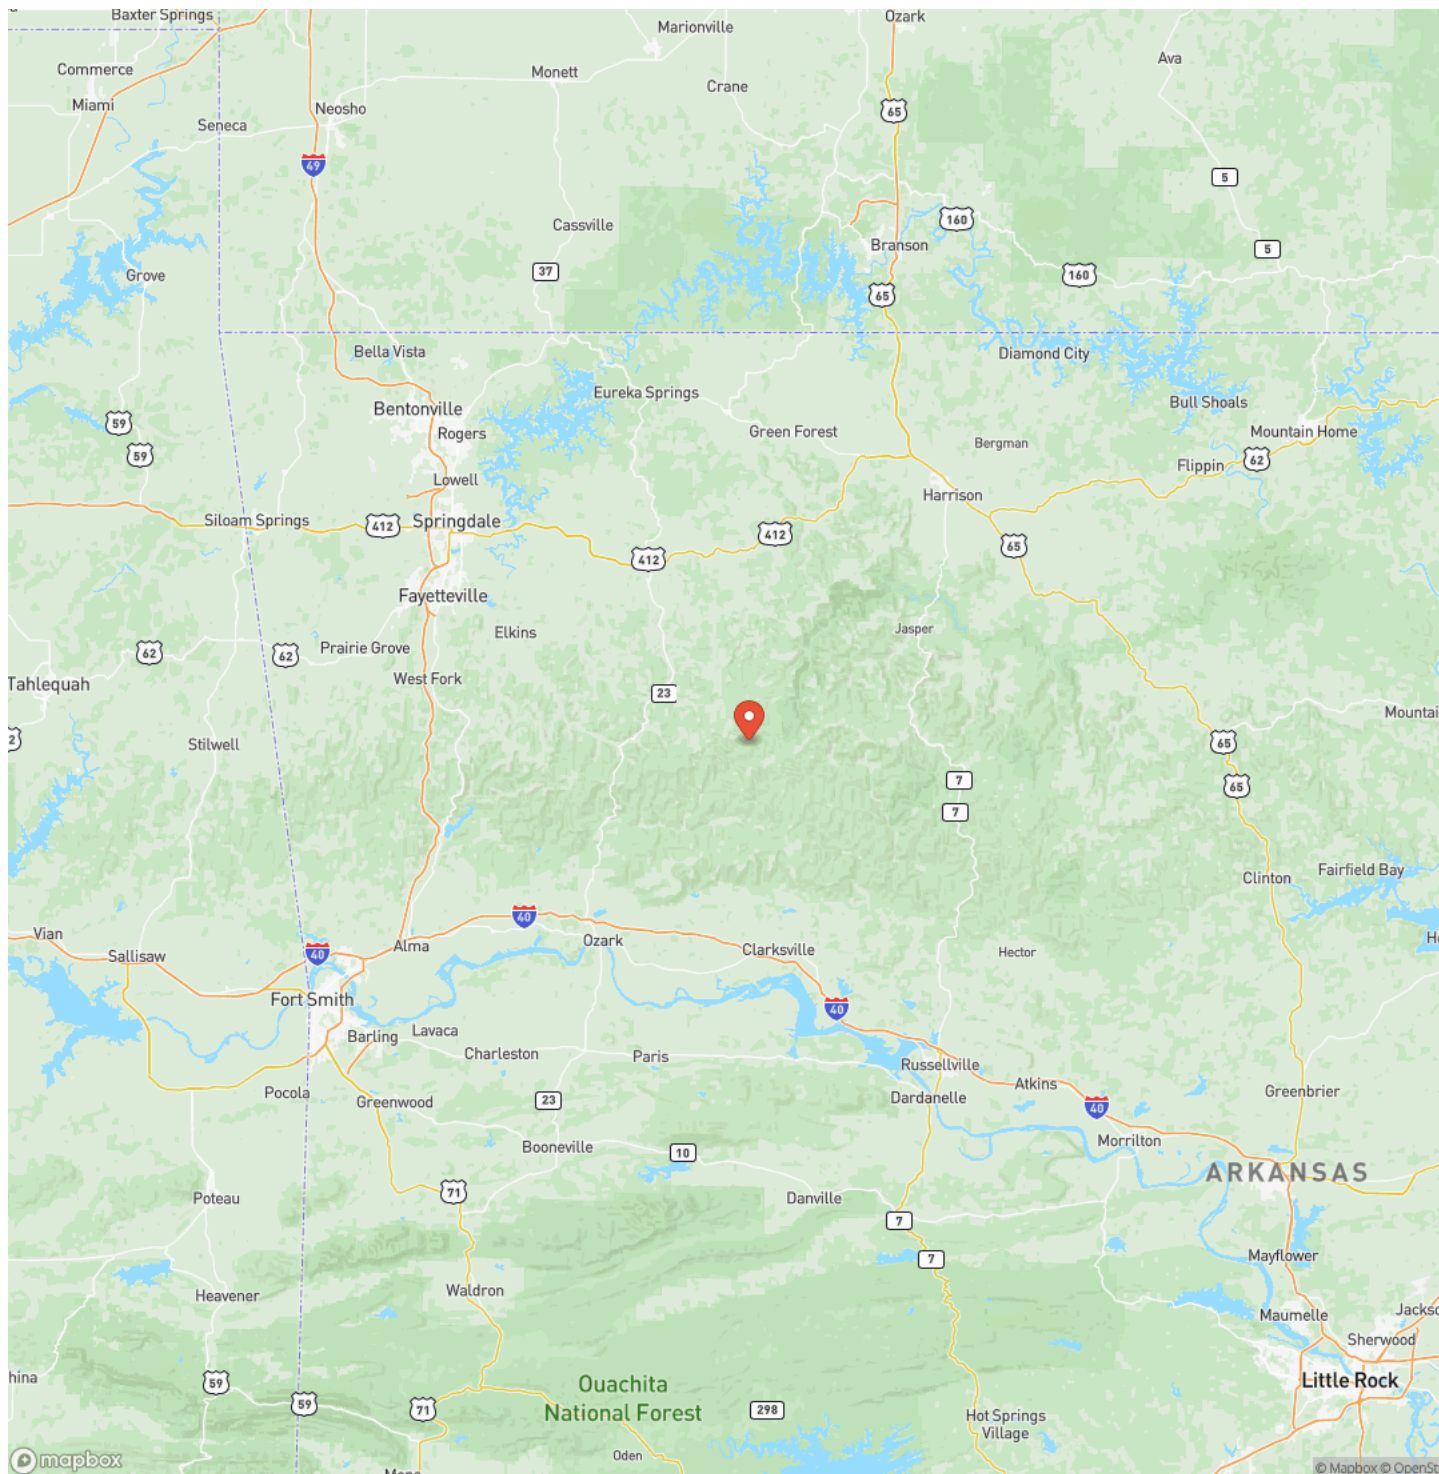 Baxter Springs
Ozark
Marionville
Ava
Commerce
Monett
Crane
Miami
Neosho
65
Seneca
49
5
Cassville
160
Branson
5
Grove
37
160
65
Bella Vista
Diamond City
Eureka Springs
Bentonville
Bull Shoals
59
Rogers
Green Forest
Bergman
Mountain Home
59
62
Flippin
Lowell
Harrison
Siloam Springs
412
Springdale
412
412
65
Fayetteville
Elkins
Jasper
62
62
Prairie Grove
Tahlequah
West Fork
23
Mountai
2
Stilwell
65
7
65
7
Fairfield Bay
Clinton
Vian
40
Ozark
Clarksville
Hector
He
Sallisaw
40
Alma
Fort Smith
40
Barling
Lavaca
Charleston
Paris
Russellville
Atkins
Pocola
Greenwood
23
Dardanelle
40
Greenbrier
Booneville
10
Morrilton
ARKANSAS
Poteau
71
Danville
7
7
Mayflower
Heavener
Waldron
Maumelle
Jackso
Sherwood
hina
59
Ouachita
National Forest
Little Rock
59
71
298
Hot Springs
Village
Oden
mapbox
Mena
© Mapbox © OpenSt